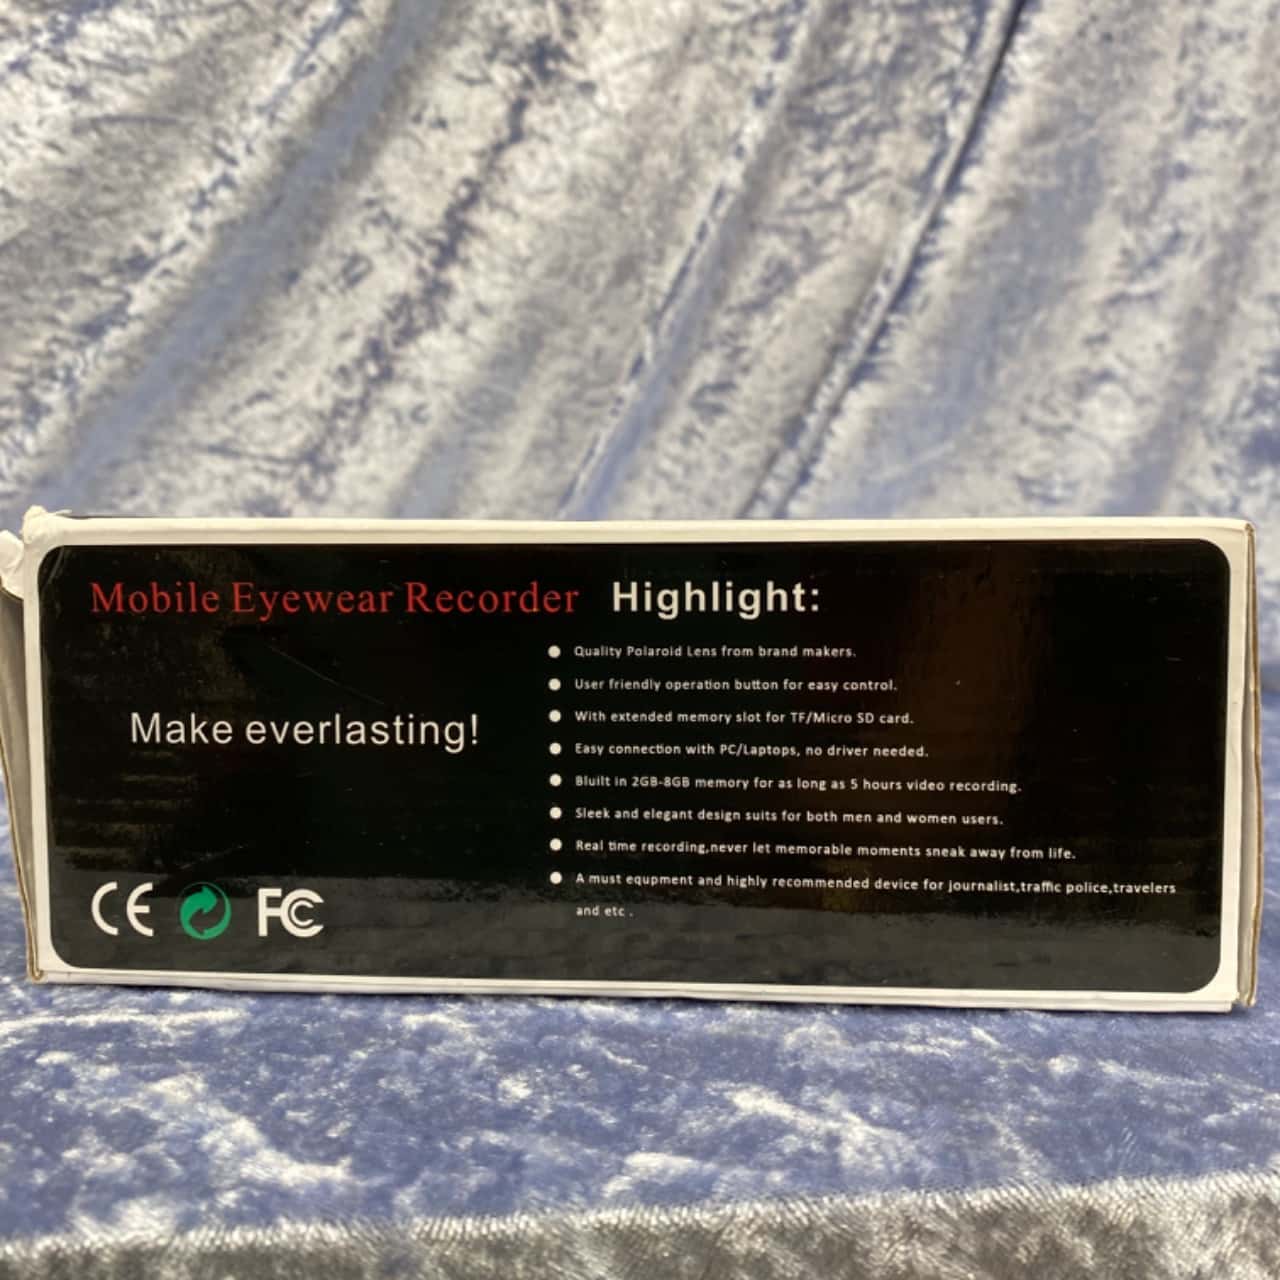 Mobile Eyewear Recorder
Make everlasting!
Highlight:
Quality Polaroid Lens from brand makers.
User friendly operation button for easy control.
With extended memory slot for TF/Micro SD card.
Easy connection with PC/Laptops, no driver needed.
Bluilt in 2GB-8GB memory for as long as 5 hours video recording.
Sleek and elegant design suits for both men and women users.
Real time recording,never let memorable moments sneak away from life.
A must equpment and highly recommended device for journalist,traffic police,travelers
and etc .
CE FC